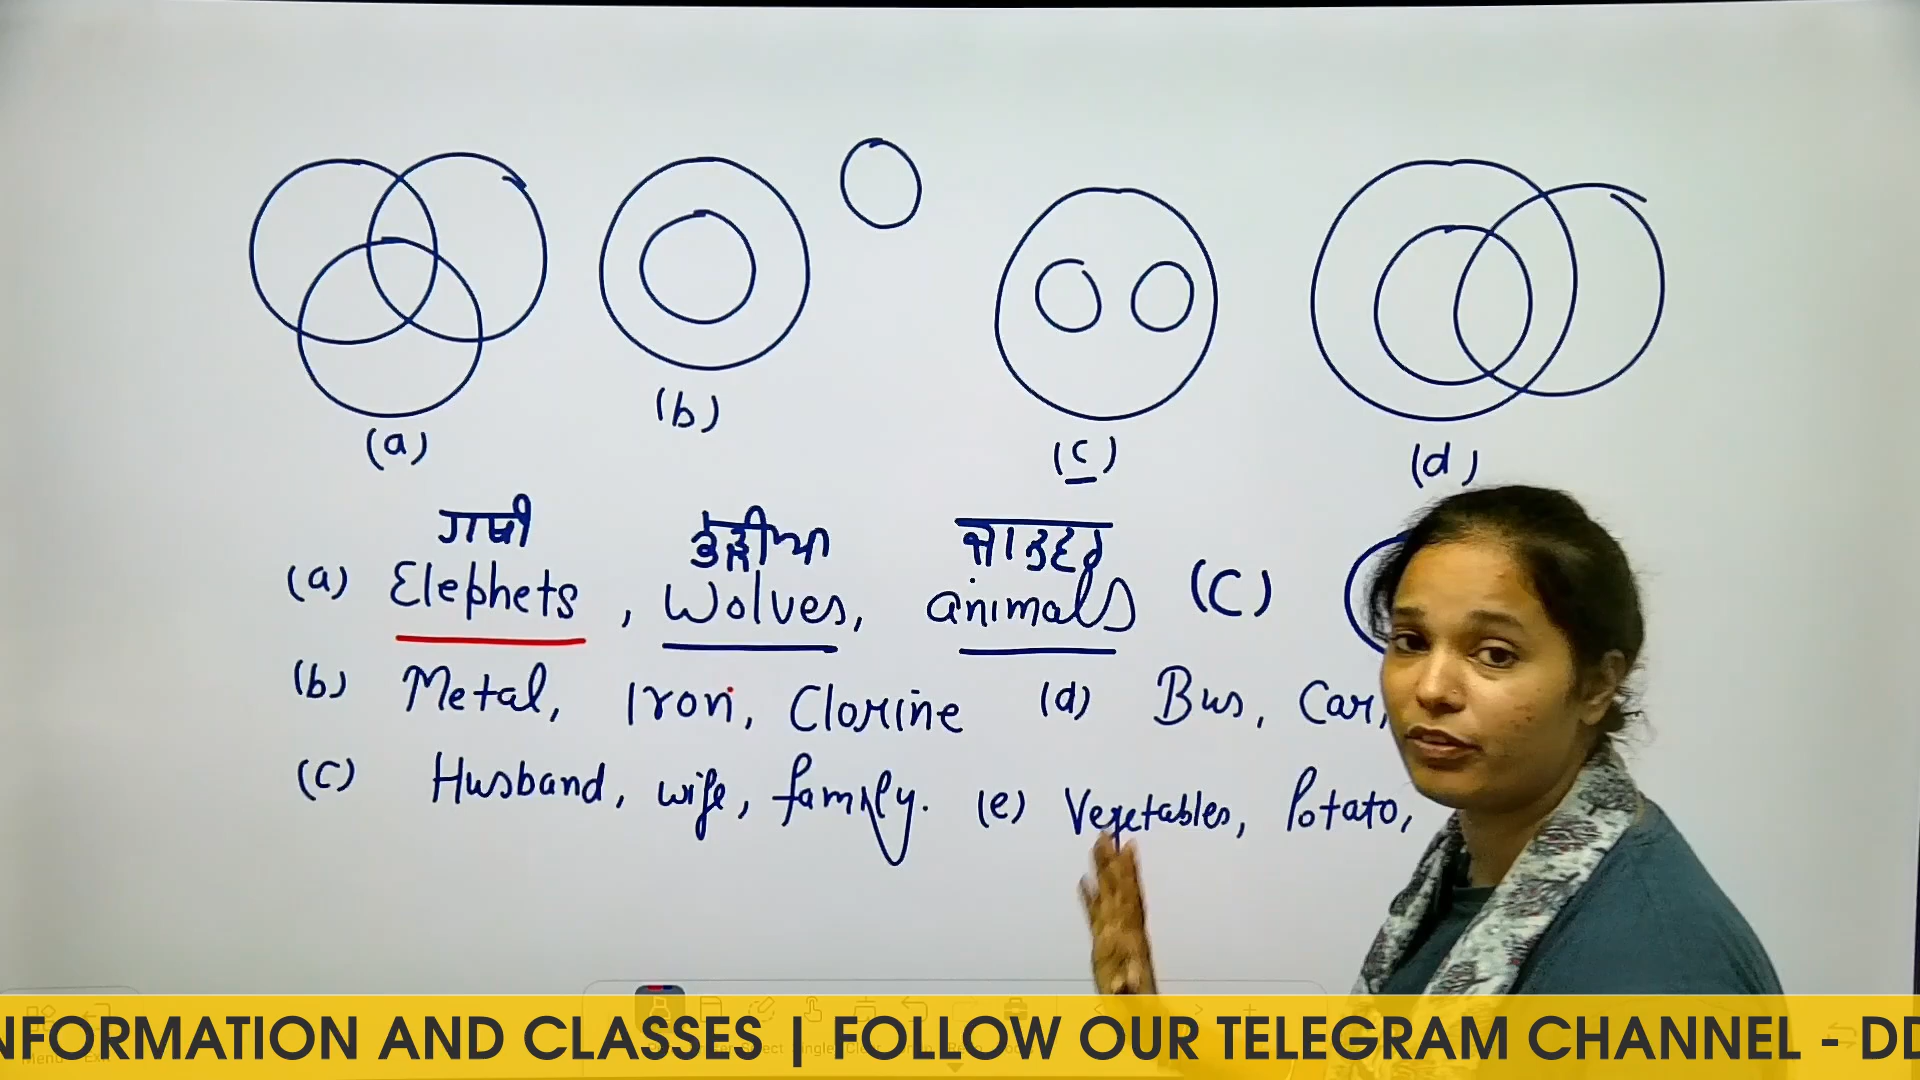 (a) (b) (c) (d)
ਹਾਥੀ
(a) Elephets, Wolves, animals (C)
(b) Metal, Iron, Clorine (d) Bus, Car,
(C) Husband, wife, family. (e) Vegetables, Potato,
NFORMATION AND CLASSES | FOLLOW OUR TELEGRAM CHANNEL - DD